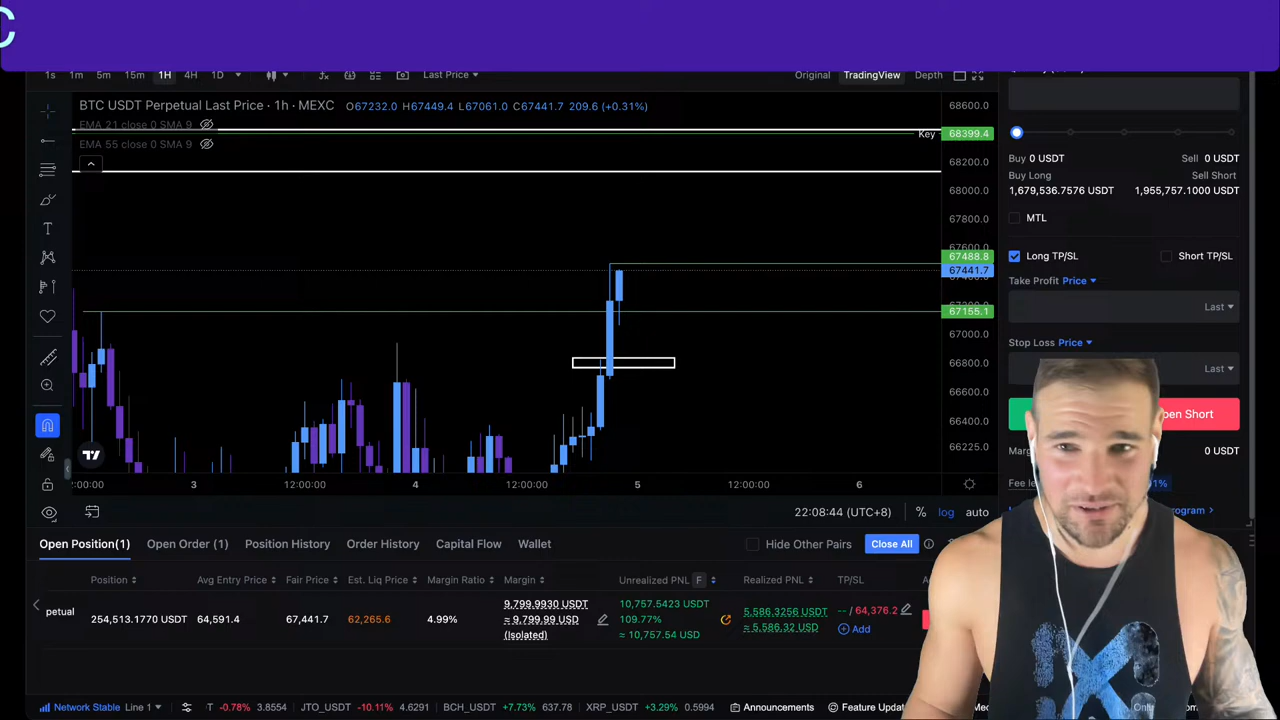 C
1s 1m 5m 15m 1H 4H 1D Last Price Original TradingView Depth
BTC USDT Perpetual Last Price · 1h · MEXC O67232.0 H67449.4 L67061.0 C67441.7 209.6 (+0.31%)
EMA 21 close 0 SMA 9
EMA 55 close 0 SMA 9
Key
68600.0
68399.4
68200.0
68000.0
67800.0
67600.0
67488.8
67441.7
67155.1
67000.0
66800.0
66600.0
66400.0
66225.0
:00:00 3 12:00:00 4 12:00:00 5 12:00:00 6
22:08:44 (UTC+8) % log auto
Buy 0 USDT Sell 0 USDT
Buy Long Sell Short
1,679,536.7576 USDT 1,955,757.1000 USDT
MTL
Long TP/SL Short TP/SL
Take Profit Price
Last
Stop Loss Price
Last
en Short
Marg 0 USDT
Fee le 1%
rogram >
Open Position(1) Open Order (1) Position History Order History Capital Flow Wallet Hide Other Pairs Close All
Position Avg Entry Price Fair Price Est. Liq Price Margin Ratio Margin Unrealized PNL F Realized PNL TP/SL
petual 254,513.1770 USDT 64,591.4 67,441.7 62,265.6 4.99%
9,799.9930 USDT
≈ 9,799.99 USD
(Isolated)
10,757.5423 USDT
109.77%
≈ 10,757.54 USD
5,586.3256 USDT
≈ 5,586.32 USD
-- / 64,376.2
Add
Network Stable Line 1 T -0.78% 3.8554 JTO_USDT -10.11% 4.6291 BCH_USDT +7.73% 637.78 XRP_USDT +3.29% 0.5994 Announcements Feature Updat